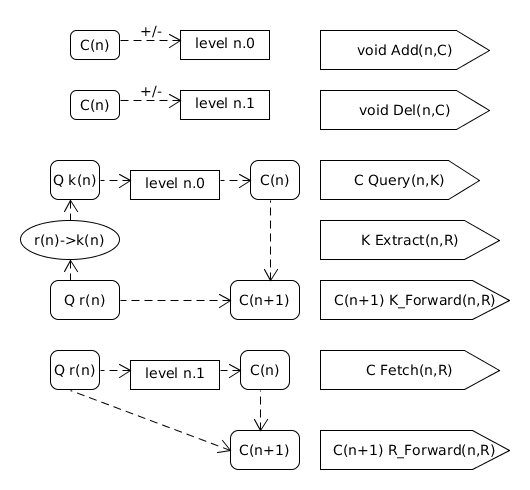 C(n)
+/-
level n.0
void Add(n,C)
C(n)
+/-
level n.1
void Del(n,C)
Q k(n)
level n.0
C(n)
C Query(n,K)
r(n)->k(n)
K Extract(n,R)
Q r(n)
C(n+1)
C(n+1) K_Forward(n,R)
Q r(n)
level n.1
C(n)
C Fetch(n,R)
C(n+1)
C(n+1) R_Forward(n,R)